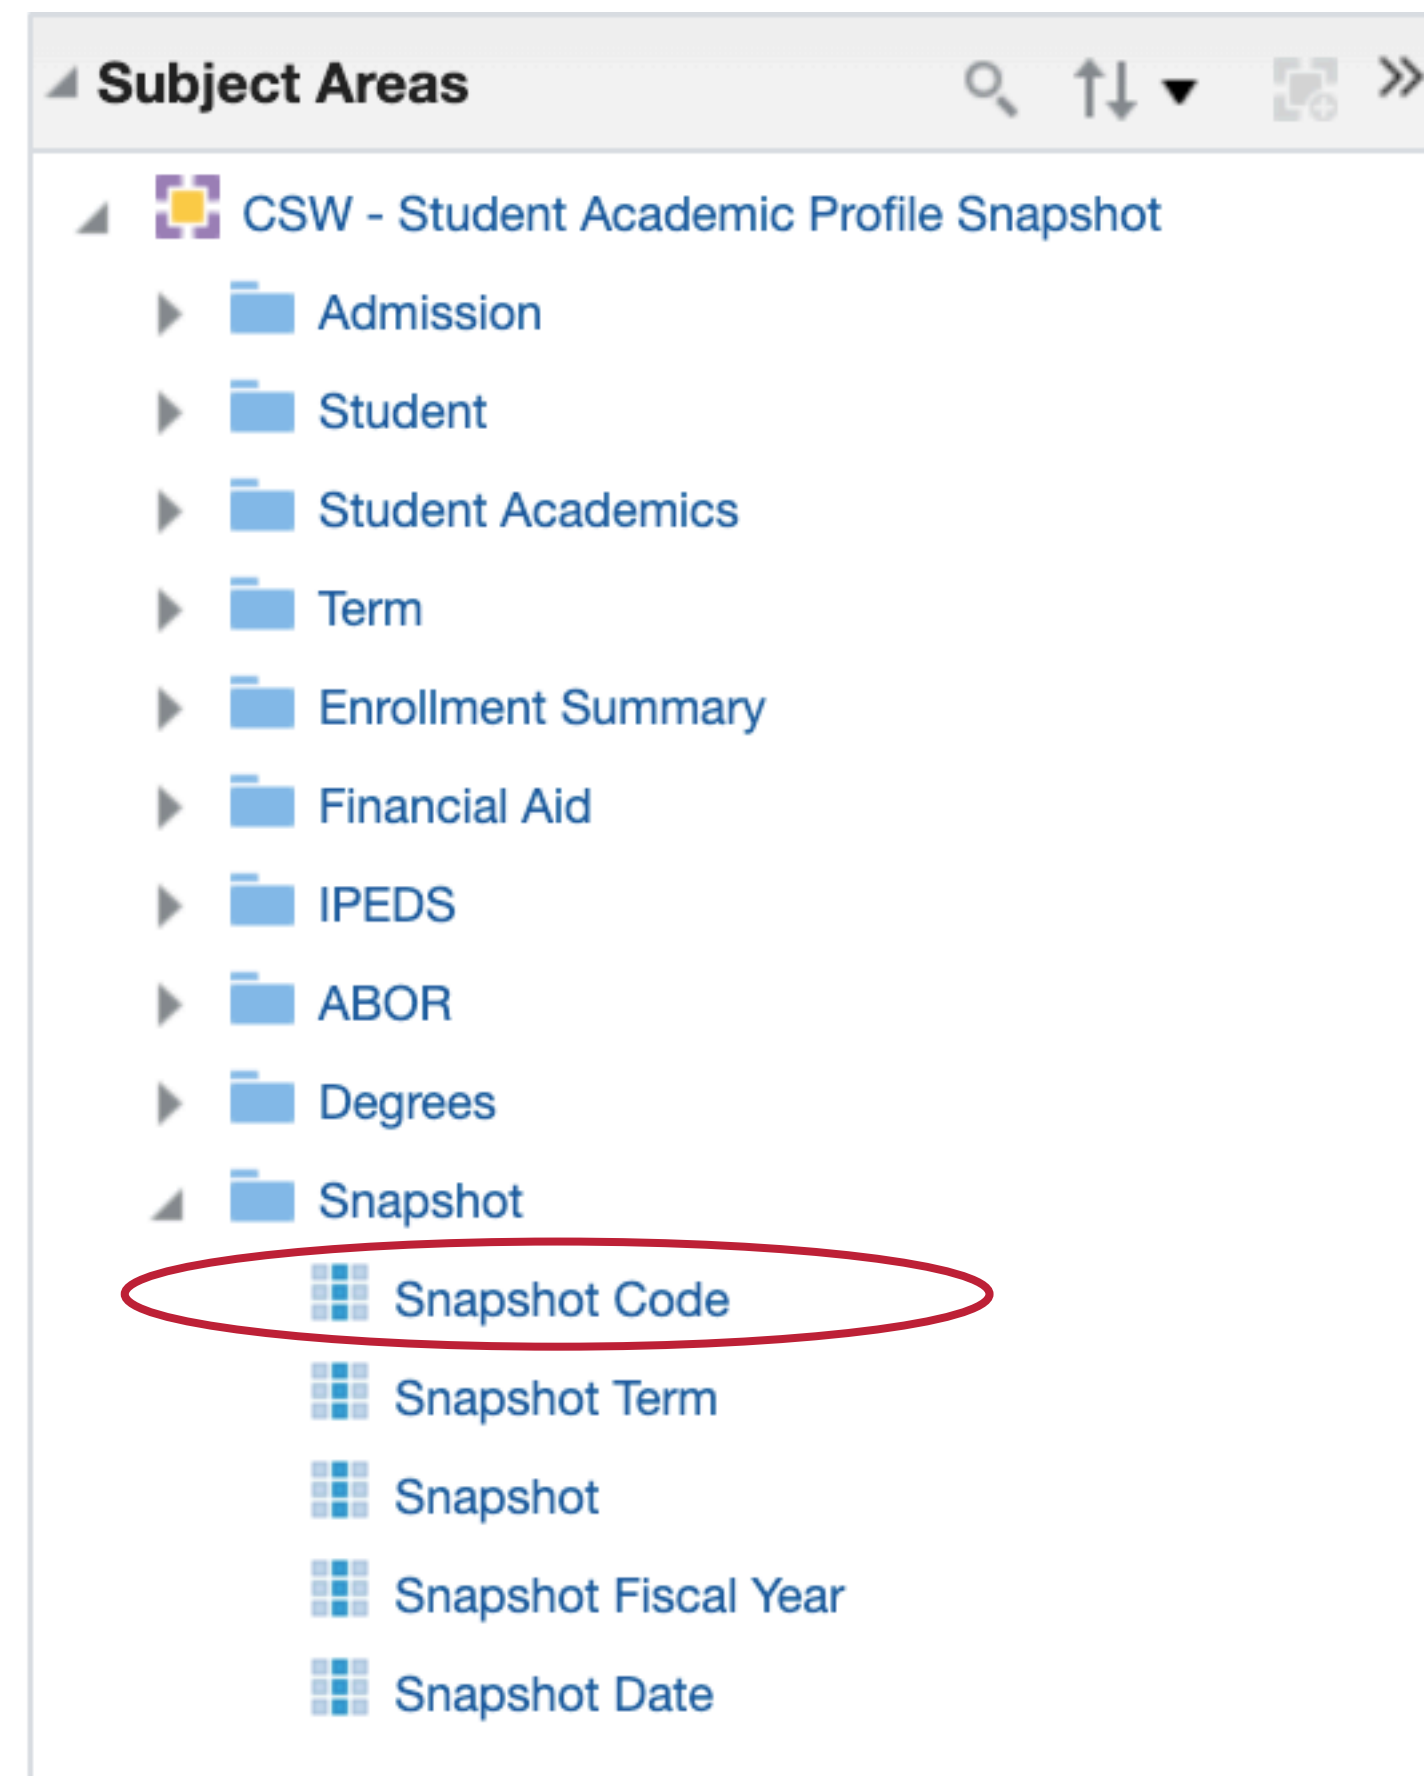 Subject Areas
CSW - Student Academic Profile Snapshot
Admission
Student
Student Academics
Term
Enrollment Summary
Financial Aid
IPEDS
ABOR
Degrees
Snapshot
Snapshot Code
Snapshot Term
Snapshot
Snapshot Fiscal Year
Snapshot Date